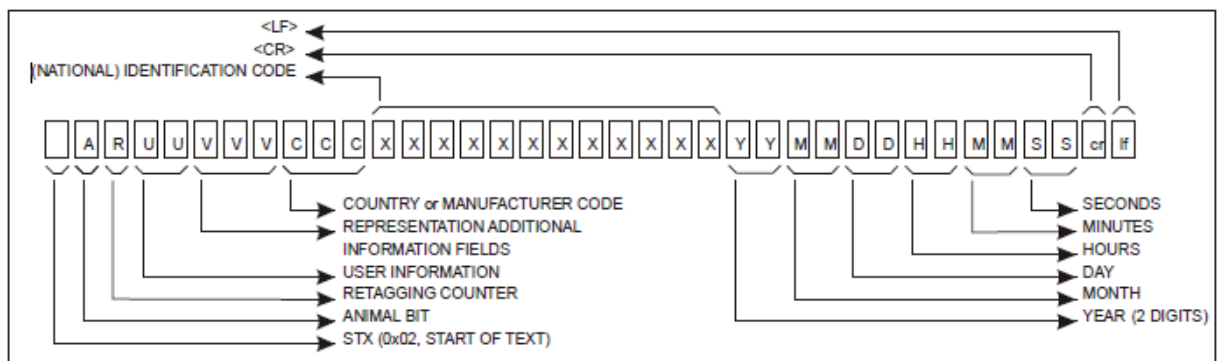 <LF>
<CR>
(NATIONAL) IDENTIFICATION CODE
A R U U V V V C C C X X X X X X X X X X X X Y Y M M D D H H M M S S cr lf
COUNTRY or MANUFACTURER CODE
REPRESENTATION ADDITIONAL
INFORMATION FIELDS
USER INFORMATION
RETAGGING COUNTER
ANIMAL BIT
STX (0x02, START OF TEXT)
SECONDS
MINUTES
HOURS
DAY
MONTH
YEAR (2 DIGITS)